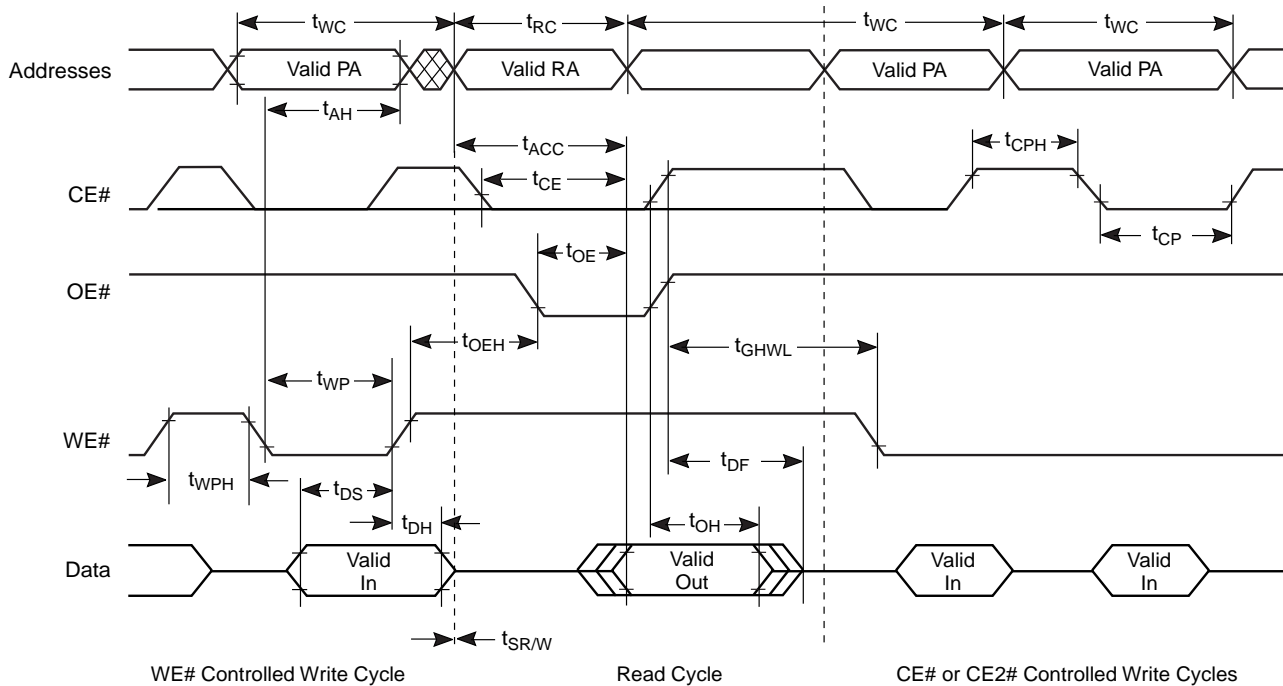 tWC tRC tWC tWC
Addresses Valid PA Valid RA Valid PA Valid PA
tAH
tACC tCPH
CE# tCE
tOE tCP
OE#
tOEH tGHWL
tWP
WE#
tWPH tDS tDF
tDH tOH
Data Valid In Valid Out Valid In Valid In
tSR/W
WE# Controlled Write Cycle Read Cycle CE# or CE2# Controlled Write Cycles